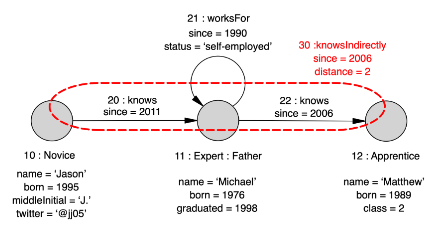 21 : worksFor
since = 1990
status = 'self-employed'
30 :knowsIndirectly
since = 2006
distance = 2
20 : knows
since = 2011
22 : knows
since = 2006
10 : Novice
name = 'Jason'
born = 1995
middleInitial = 'J.'
twitter = '@jj05'
11 : Expert : Father
name = 'Michael'
born = 1976
graduated = 1998
12 : Apprentice
name = 'Matthew'
born = 1989
class = 2